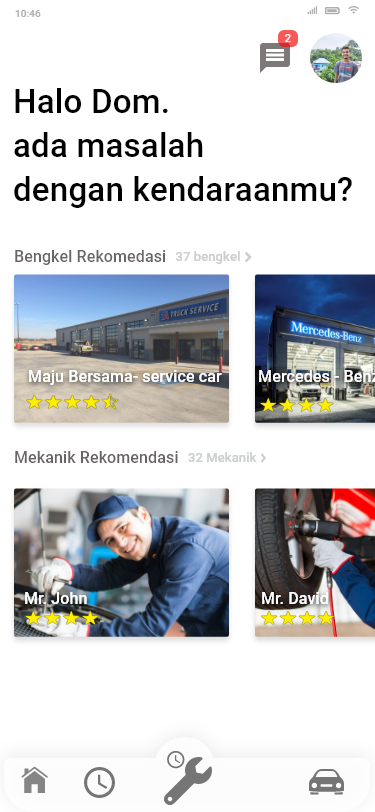 10:46
2
Halo Dom.
ada masalah
dengan kendaraanmu?
Bengkel Rekomedasi 37 bengkel
TRUCK SERVICE
Mercedes-Benz
Maju Bersama- service car
Mercedes - Benz
Mekanik Rekomendasi 32 Mekanik
Mr. John
Mr. David